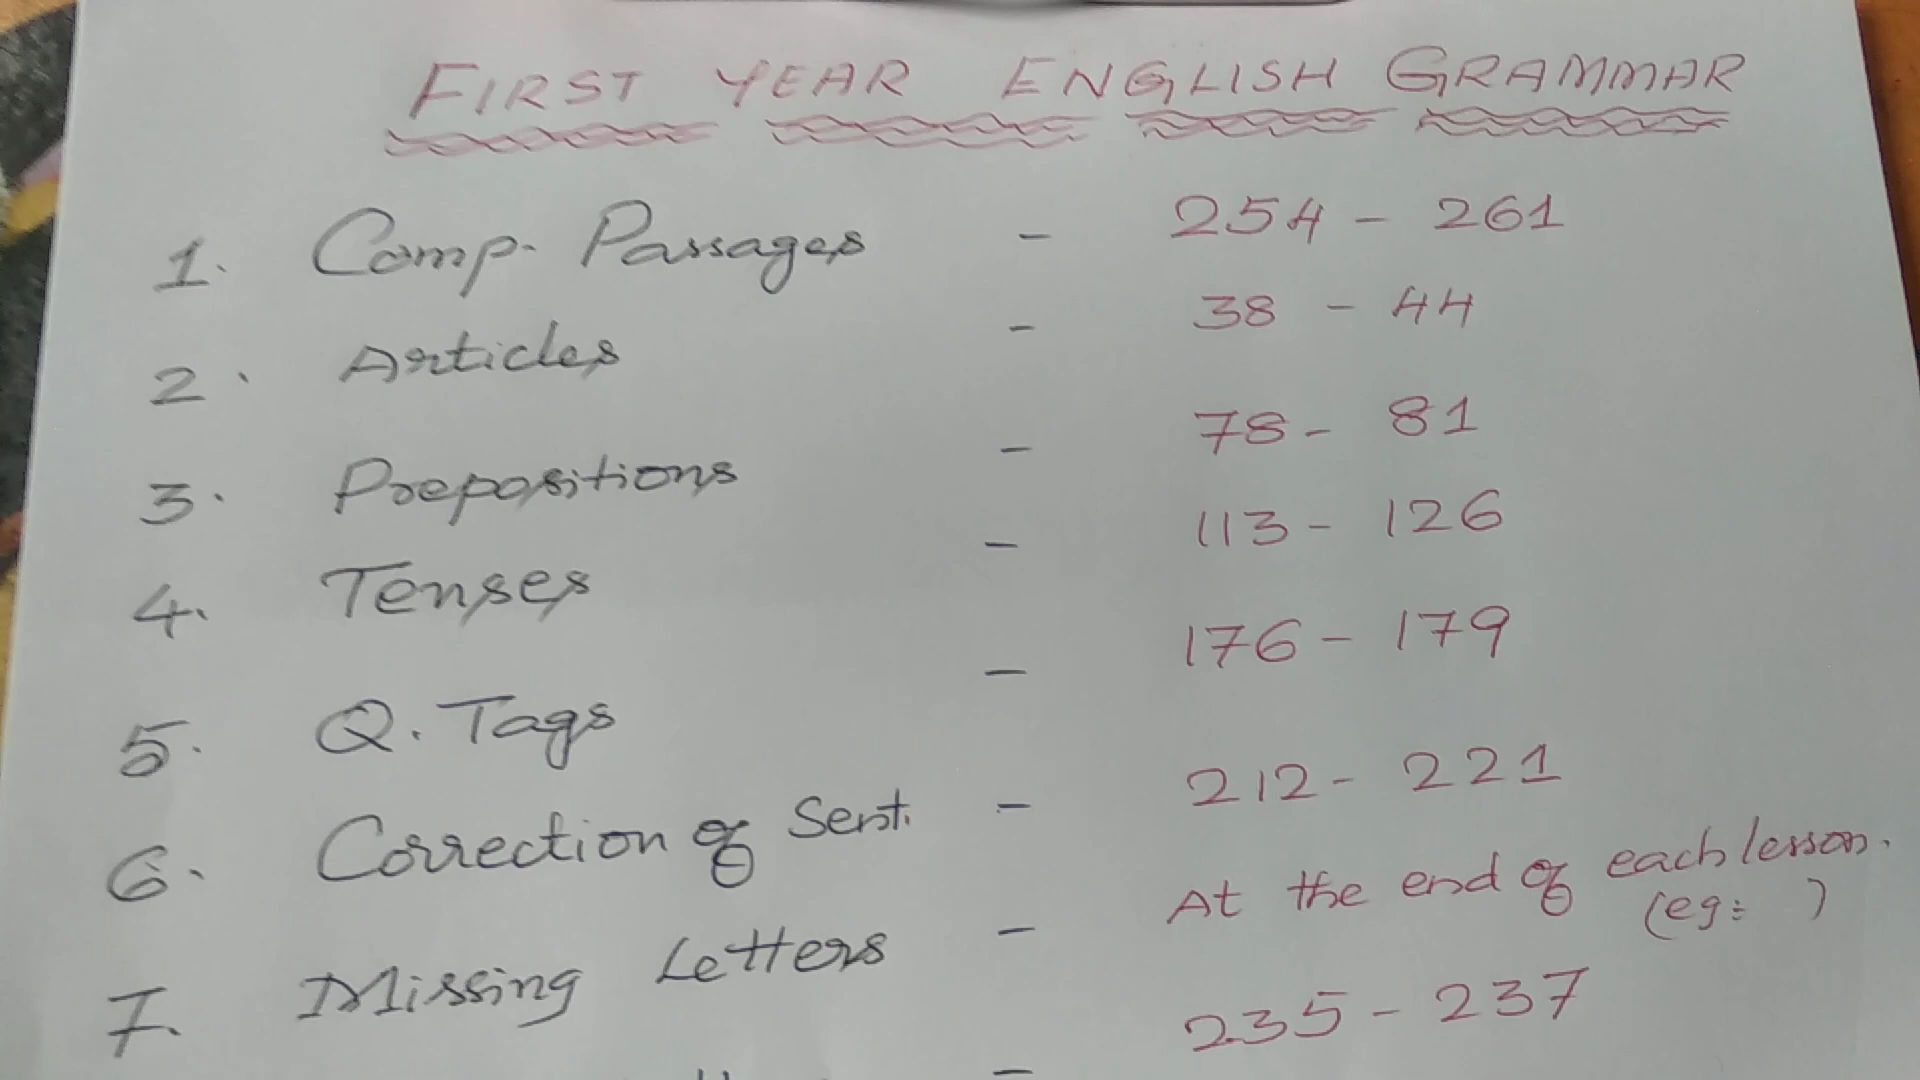 FIRST YEAR ENGLISH GRAMMAR
1. Comp. Passages - 254 - 261
2. Articles - 38 - 44
3. Prepositions - 78 - 81
4. Tenses - 113 - 126
5. Q. Tags - 176 - 179
6. Correction of Sent. - 212 - 221
7. Missing Letters - At the end of each lesson.
(eg: )
- 235 - 237